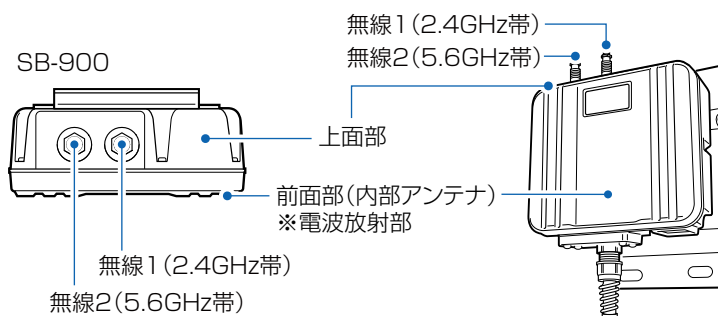 無線1(2.4GHz帯)
無線2(5.6GHz帯)
SB-900
上面部
前面部(内部アンテナ)
※電波放射部
無線1(2.4GHz帯)
無線2(5.6GHz帯)